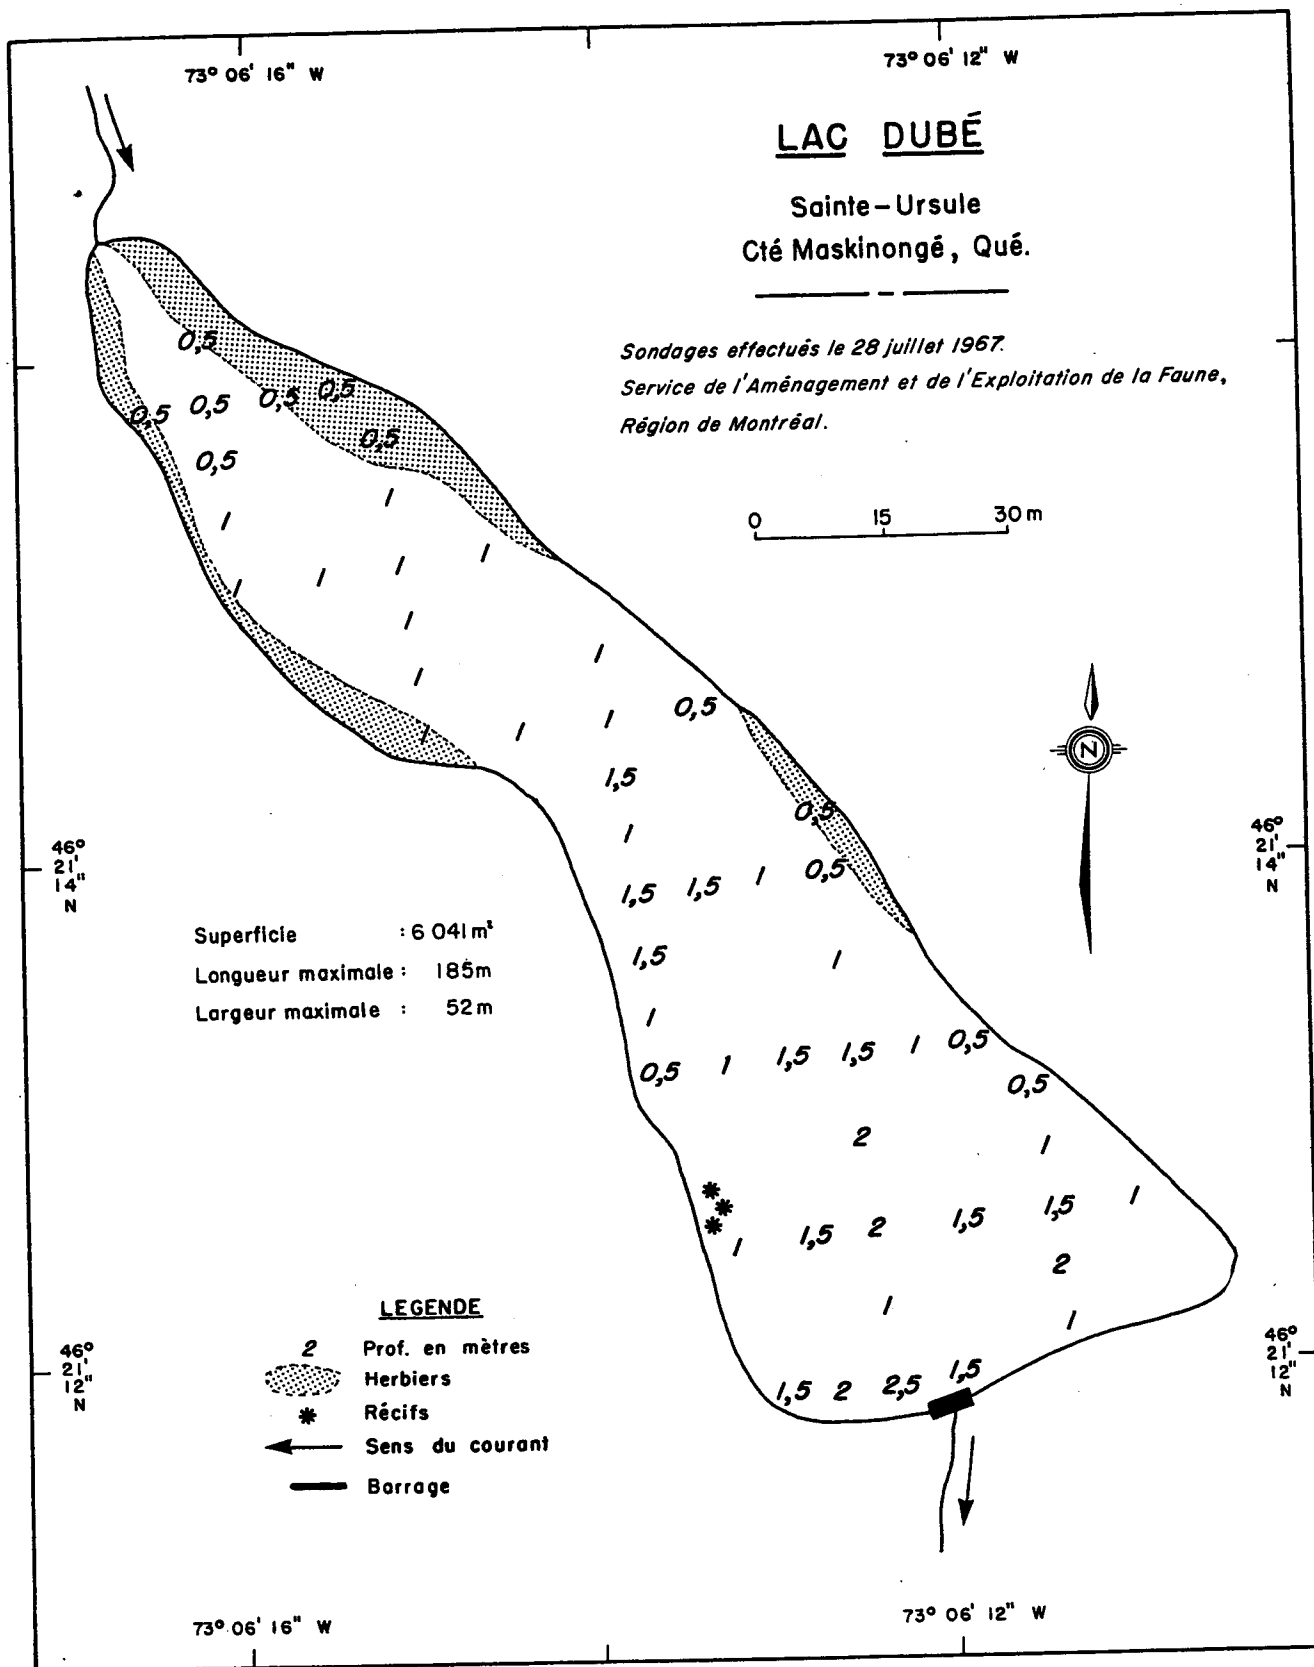 73° 06' 16" W
73° 06' 12" W
LAC DUBÉ
Sainte-Ursule
Cté Maskinongé, Qué.
Sondages effectués le 28 juillet 1967.
Service de l'Aménagement et de l'Exploitation de la Faune,
Région de Montréal.
0 15 30 m
0,5
0,5 0,5 0,5 0,5
0,5
0,5
1
1
1
1 1 1
1
1
1
0,5
1 1 1
1,5
0,5
1
1,5 1,5 1 0,5
1,5 1
1
0,5 1 1,5 1,5 1 0,5
0,5
2 1
1 1,5 2 1,5 1,5 1
2
1 1
1,5 2 2,5 1,5
N
46°
21'
14"
N
46°
21'
14"
N
Superficie : 6 041 m²
Longueur maximale : 185 m
Largeur maximale : 52 m
LEGENDE
2 Prof. en mètres
Herbiers
Récifs
Sens du courant
Barrage
46°
21'
12"
N
46°
21'
12"
N
73° 06' 16" W
73° 06' 12" W